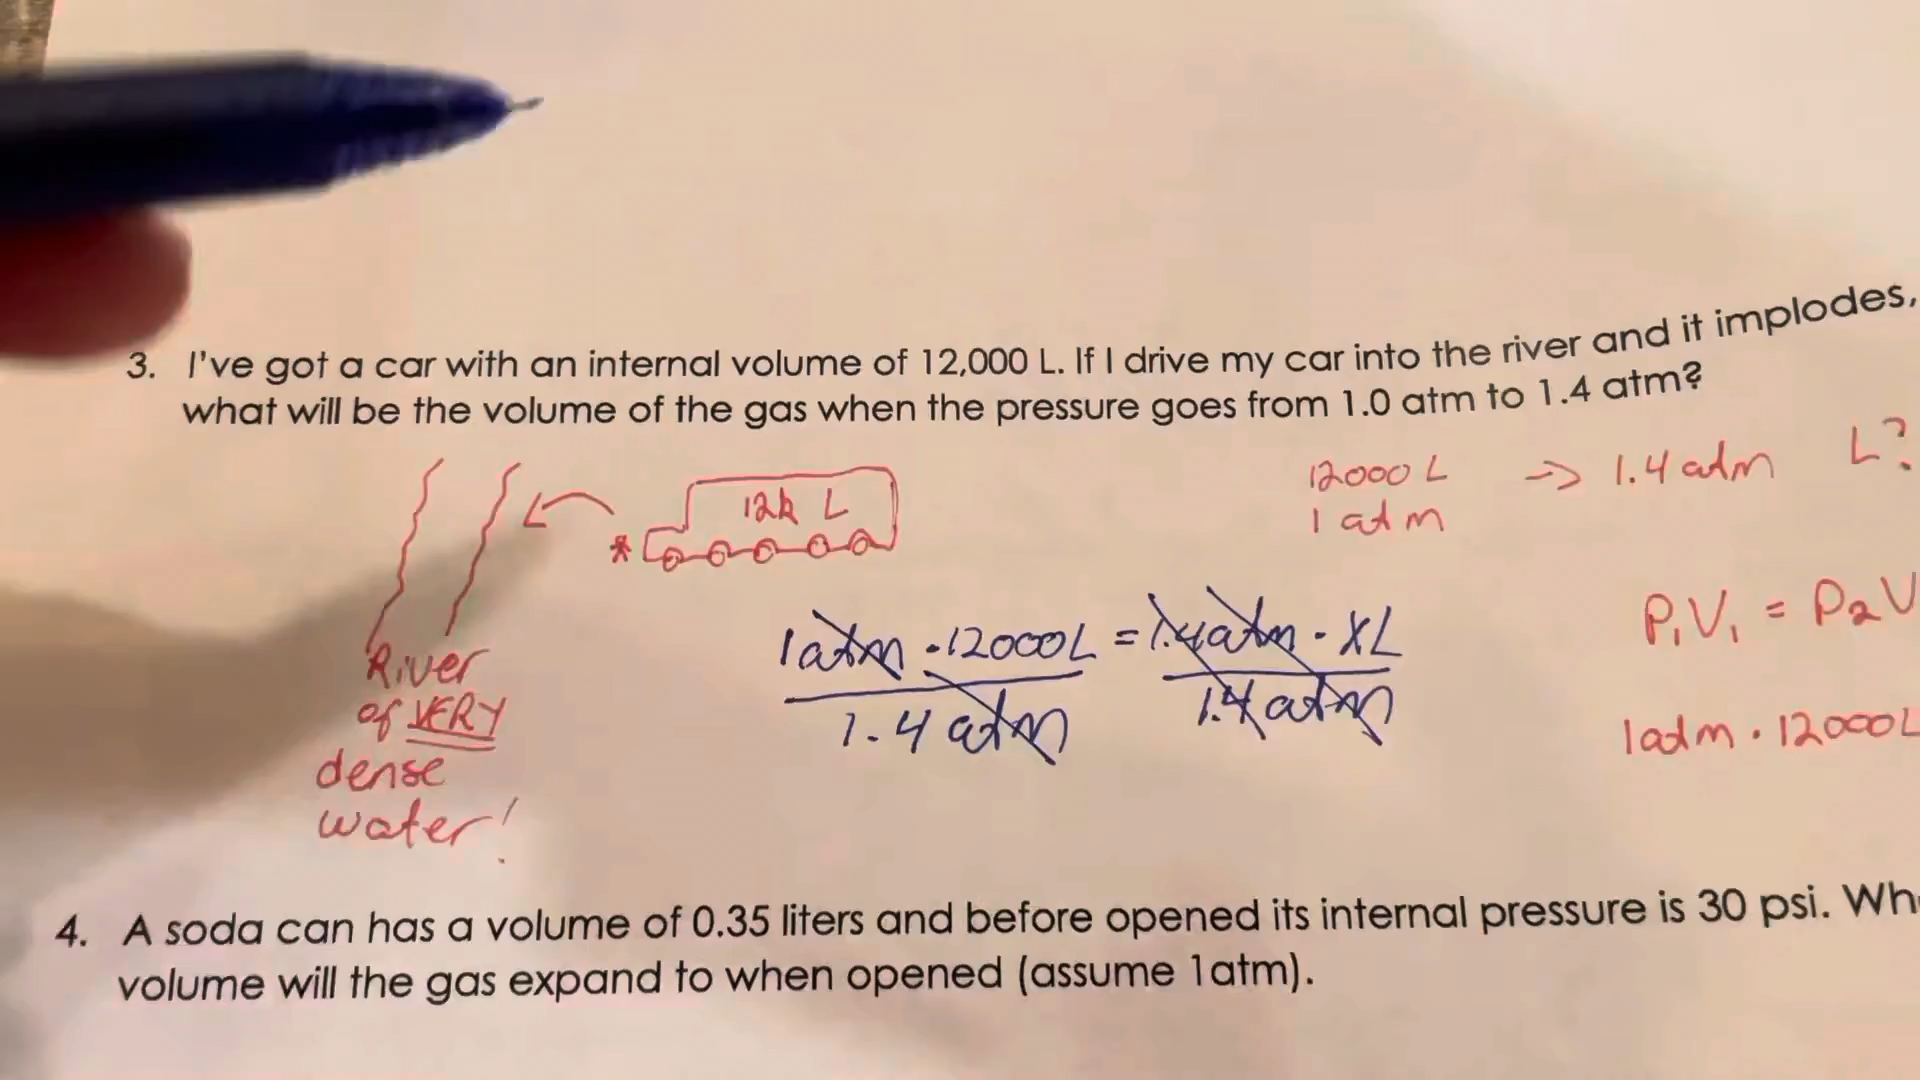 3. I've got a car with an internal volume of 12,000 L. If I drive my car into the river and it implodes,
what will be the volume of the gas when the pressure goes from 1.0 atm to 1.4 atm?
12000 L → 1.4 atm L?
1 atm
12k L
*
P₁V₁ = P₂V
1atm · 12000L = 1.4atm · XL
1.4 atm 1.4 atm
1atm · 12000L
River
of VERY
dense
water!
4. A soda can has a volume of 0.35 liters and before opened its internal pressure is 30 psi. Wh
volume will the gas expand to when opened (assume 1atm).